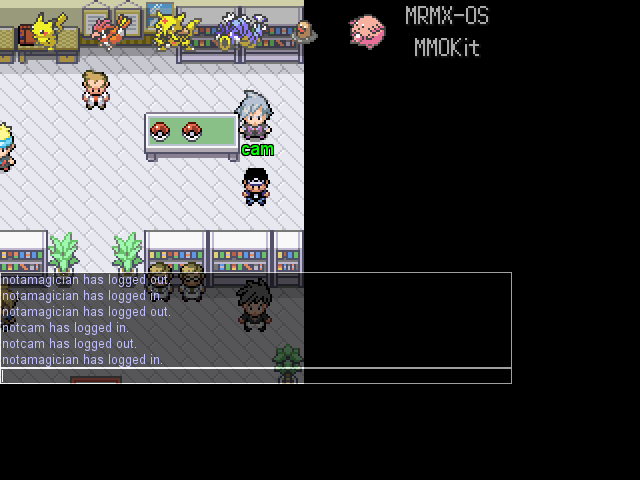 MRMX-OS
MMOKit
cam
notamagician has logged out.
notamagician has logged in.
notamagician has logged out.
notcam has logged in.
notcam has logged out.
notamagician has logged in.